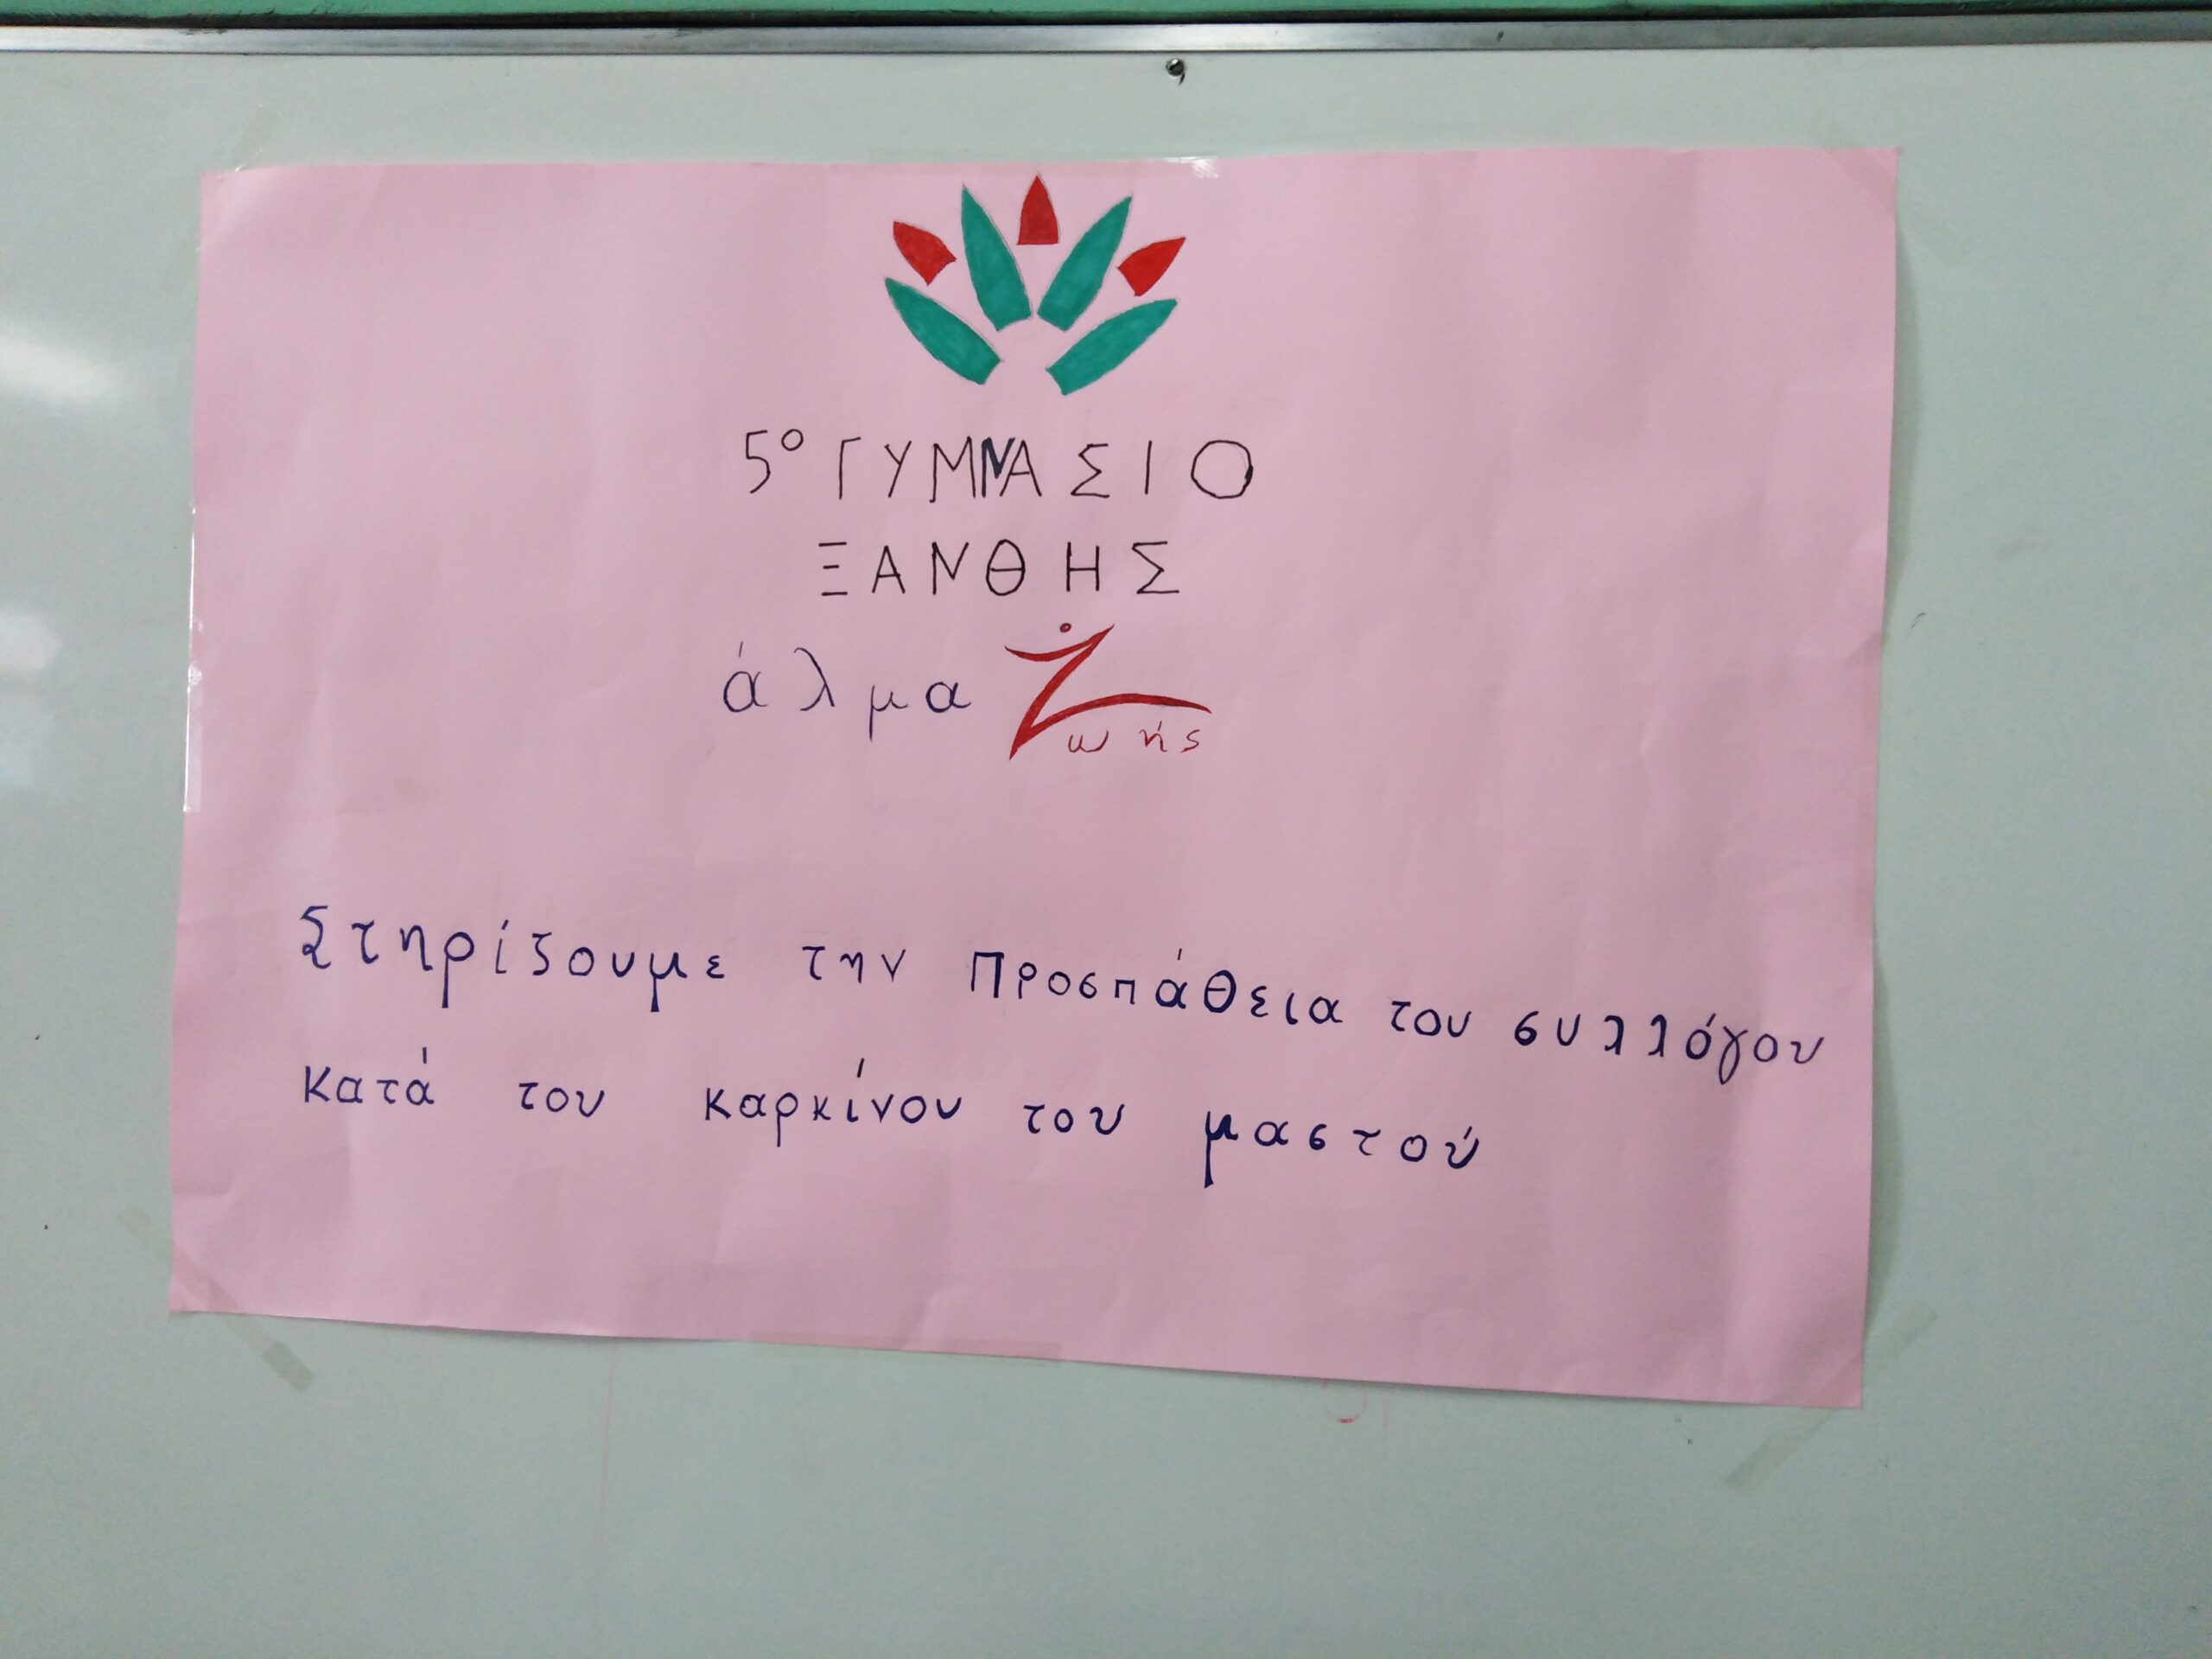 5ο ΓΥΜΝΑΣΙΟ
ΞΑΝΘΗΣ
άλμα Ζωής
Στηρίζουμε την Προσπάθεια του συλλόγου
Κατά του καρκίνου του μαστού